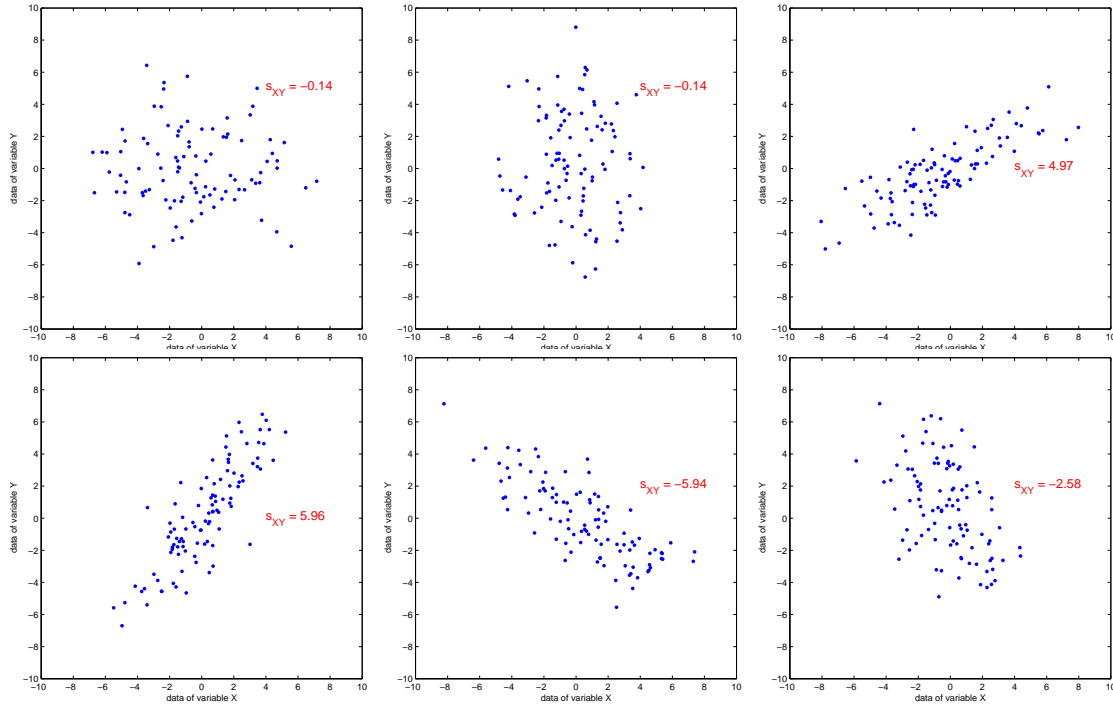 data of variable Y
10
8
6
4
2
0
−2
−4
−6
−8
−10
s_XY = −0.14
−10 −8 −6 −4 −2 0 2 4 6 8 10
data of variable X
data of variable Y
10
8
6
4
2
0
−2
−4
−6
−8
−10
s_XY = −0.14
−10 −8 −6 −4 −2 0 2 4 6 8 10
data of variable X
data of variable Y
10
8
6
4
2
0
−2
−4
−6
−8
−10
s_XY = 4.97
−10 −8 −6 −4 −2 0 2 4 6 8 10
data of variable X
data of variable Y
10
8
6
4
2
0
−2
−4
−6
−8
−10
s_XY = 5.96
−10 −8 −6 −4 −2 0 2 4 6 8 10
data of variable X
data of variable Y
10
8
6
4
2
0
−2
−4
−6
−8
−10
s_XY = −5.94
−10 −8 −6 −4 −2 0 2 4 6 8 10
data of variable X
data of variable Y
10
8
6
4
2
0
−2
−4
−6
−8
−10
s_XY = −2.58
−10 −8 −6 −4 −2 0 2 4 6 8 10
data of variable X